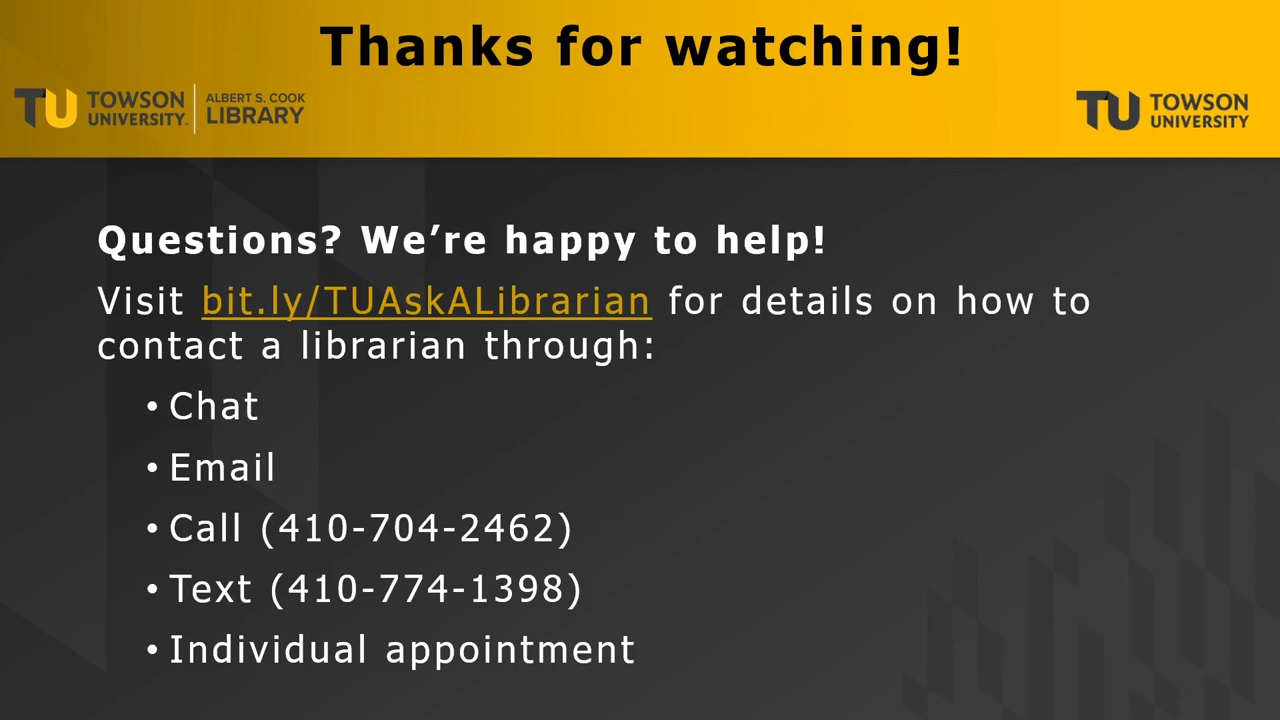 Thanks for watching!
TU TOWSON UNIVERSITY™ | ALBERT S. COOK LIBRARY
TU TOWSON UNIVERSITY
Questions? We’re happy to help!
Visit bit.ly/TUAskALibrarian for details on how to
contact a librarian through:
• Chat
• Email
• Call (410-704-2462)
• Text (410-774-1398)
• Individual appointment